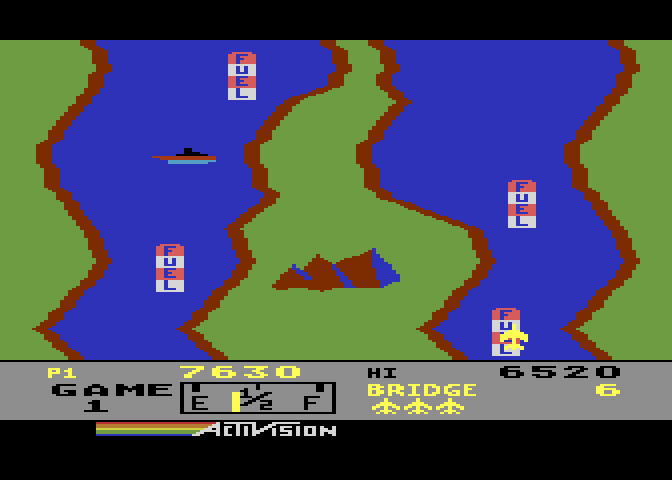 FUEL
FUEL
FUEL
FUEL
P1 7630 HI 6520
GAME BRIDGE 6
1 E 1/2 F
ACTIVISION